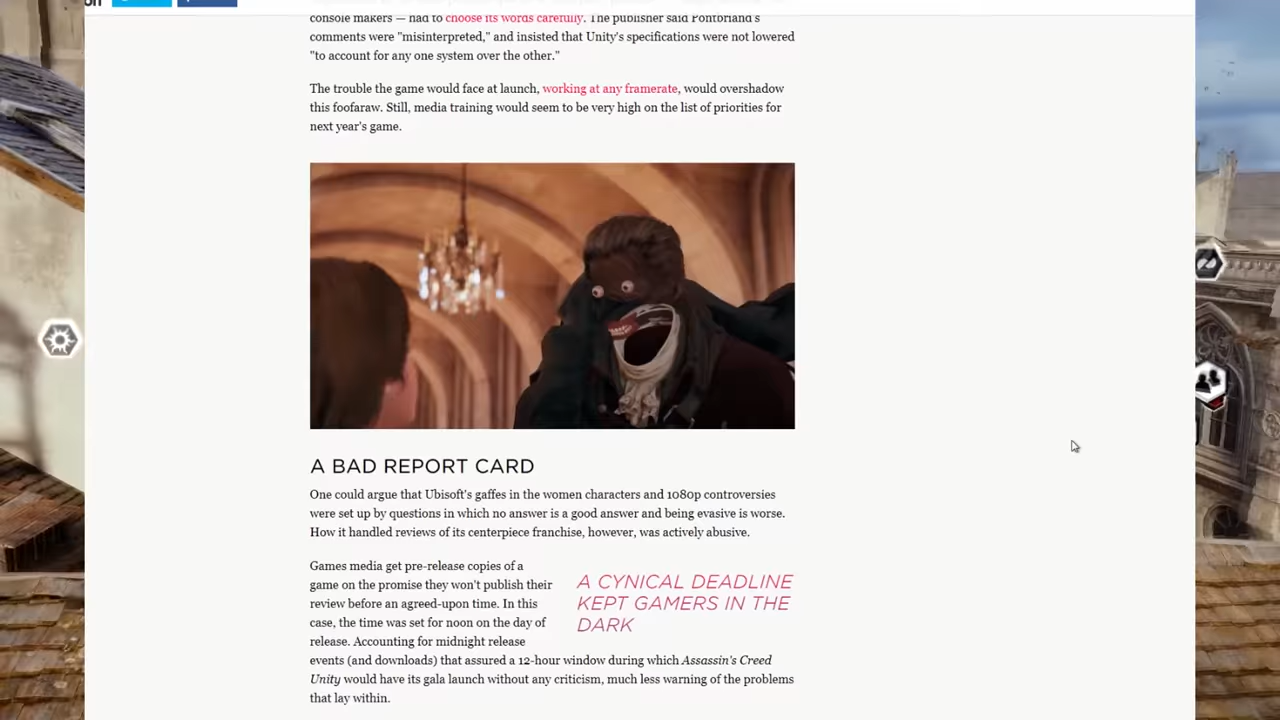 on
console makers — had to choose its words carefully. The publisher said Pontbriand's
comments were "misinterpreted," and insisted that Unity's specifications were not lowered
"to account for any one system over the other."
The trouble the game would face at launch, working at any framerate, would overshadow
this foofaraw. Still, media training would seem to be very high on the list of priorities for
next year's game.
A BAD REPORT CARD
One could argue that Ubisoft's gaffes in the women characters and 1080p controversies
were set up by questions in which no answer is a good answer and being evasive is worse.
How it handled reviews of its centerpiece franchise, however, was actively abusive.
Games media get pre-release copies of a
game on the promise they won't publish their
review before an agreed-upon time. In this
case, the time was set for noon on the day of
release. Accounting for midnight release
events (and downloads) that assured a 12-hour window during which Assassin's Creed
Unity would have its gala launch without any criticism, much less warning of the problems
that lay within.
A CYNICAL DEADLINE
KEPT GAMERS IN THE
DARK